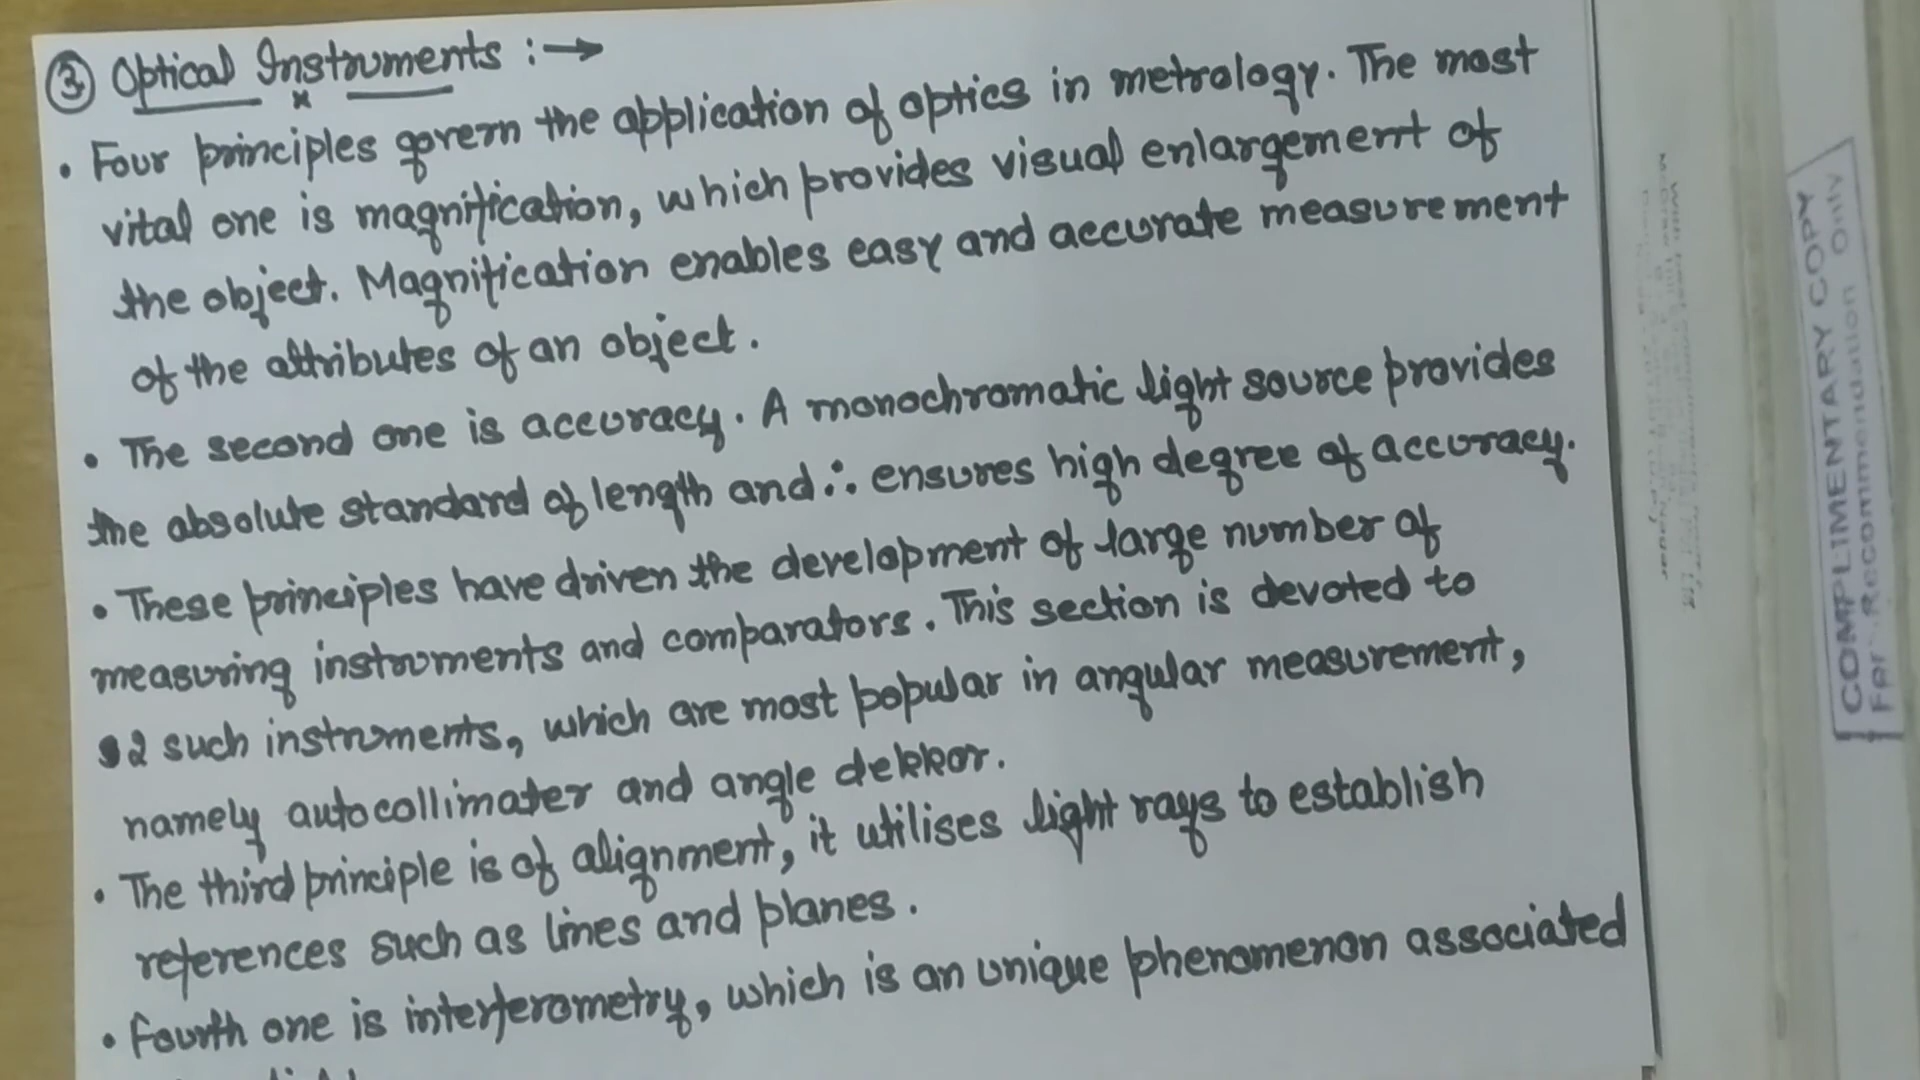 ③ Optical Instruments :→
• Four principles govern the application of optics in metrology. The most
vital one is magnification, which provides visual enlargement of
the object. Magnification enables easy and accurate measurement
of the attributes of an object.
• The second one is accuracy. A monochromatic light source provides
the absolute standard of length and ∴ ensures high degree of accuracy.
• These principles have driven the development of large number of
measuring instruments and comparators. This section is devoted to
2 such instruments, which are most popular in angular measurement,
namely autocollimater and angle dekkor.
• The third principle is of alignment, it utilises light rays to establish
references such as lines and planes.
• Fourth one is interferometry, which is an unique phenomenon associated
COMPLIMENTARY COPY
For Recommendation Only